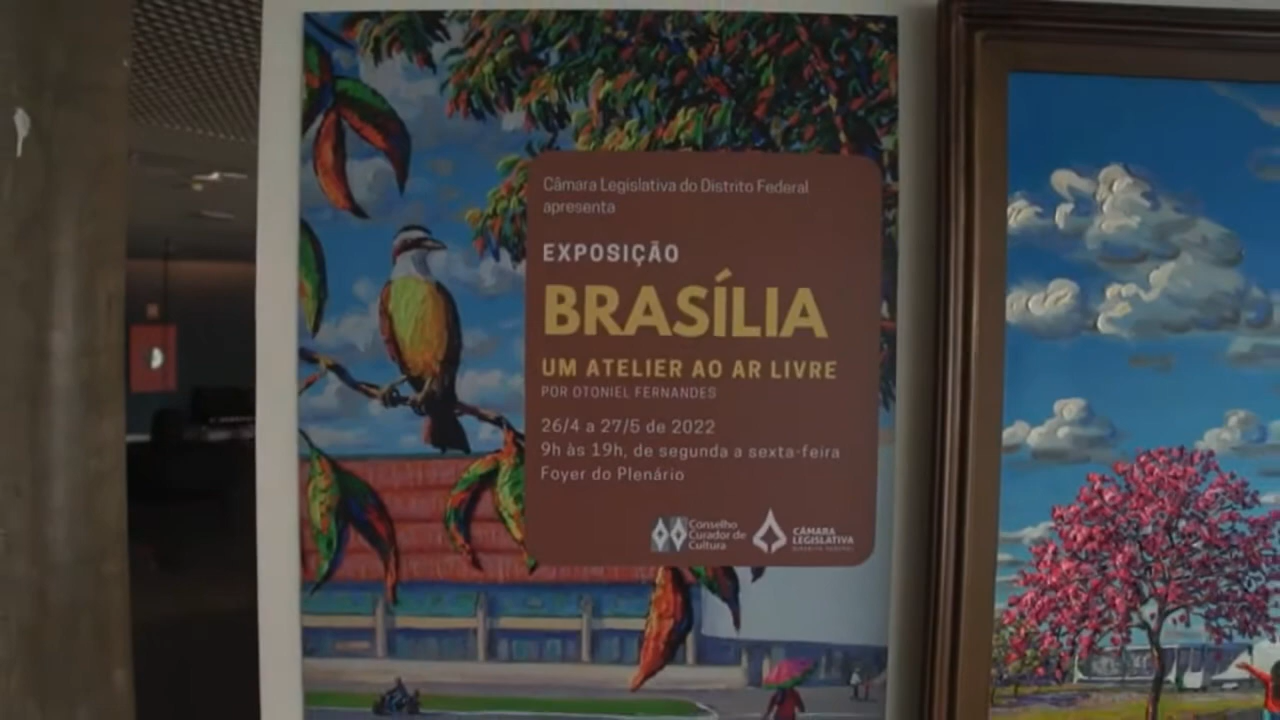 Câmara Legislativa do Distrito Federal
apresenta
EXPOSIÇÃO
BRASÍLIA
UM ATELIER AO AR LIVRE
POR OTONIEL FERNANDES
26/4 a 27/5 de 2022
9h às 19h, de segunda a sexta-feira
Foyer do Plenário
Conselho
Curador de
Cultura
CÂMARA
LEGISLATIVA